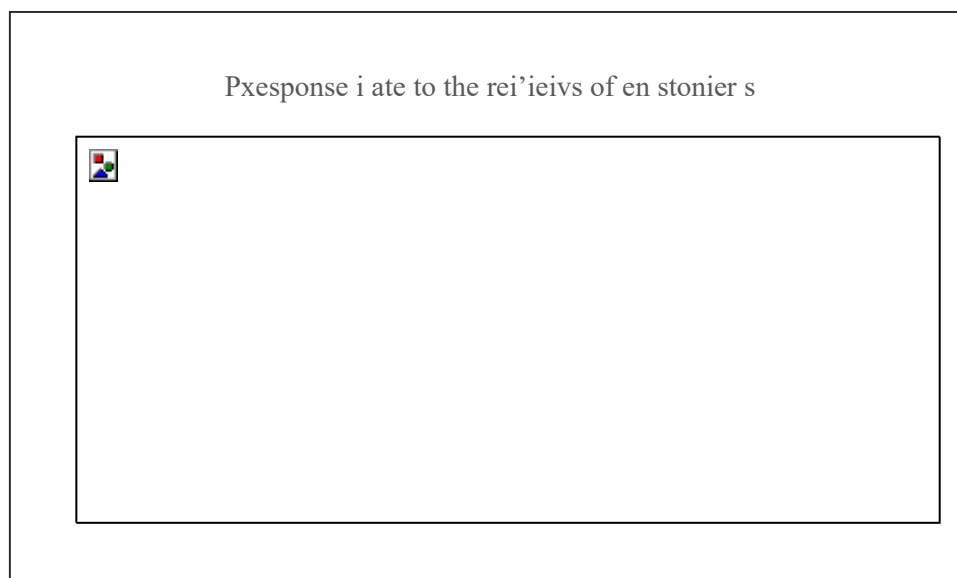 Pxesponse i ate to the rei’ieivs of en stonier s